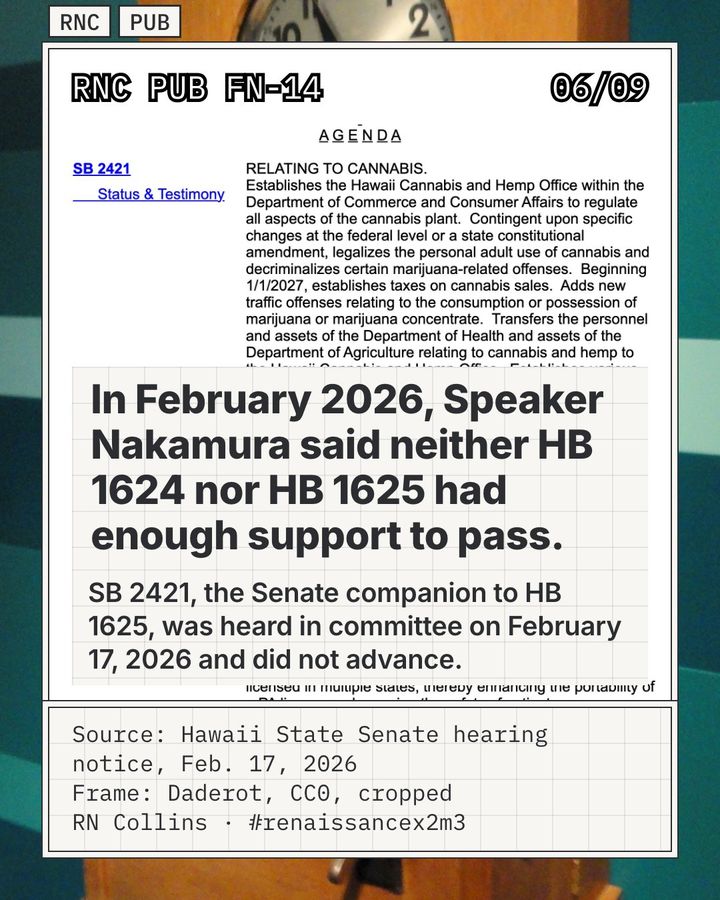 RNC PUB
RNC PUB FN-14 06/09
AGENDA
SB 2421
Status & Testimony
RELATING TO CANNABIS.
Establishes the Hawaii Cannabis and Hemp Office within the
Department of Commerce and Consumer Affairs to regulate
all aspects of the cannabis plant. Contingent upon specific
changes at the federal level or a state constitutional
amendment, legalizes the personal adult use of cannabis and
decriminalizes certain marijuana-related offenses. Beginning
1/1/2027, establishes taxes on cannabis sales. Adds new
traffic offenses relating to the consumption or possession of
marijuana or marijuana concentrate. Transfers the personnel
and assets of the Department of Health and assets of the
Department of Agriculture relating to cannabis and hemp to
In February 2026, Speaker
Nakamura said neither HB
1624 nor HB 1625 had
enough support to pass.
SB 2421, the Senate companion to HB
1625, was heard in committee on February
17, 2026 and did not advance.
licensed in multiple states, thereby enhancing the portability of
Source: Hawaii State Senate hearing
notice, Feb. 17, 2026
Frame: Daderot, CC0, cropped
RN Collins · #renaissancex2m3